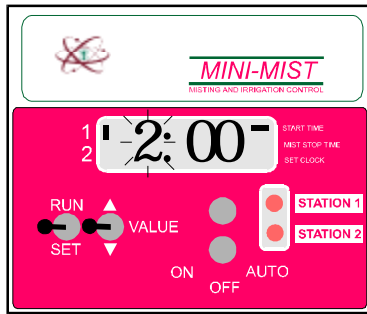 1
MINI-MIST
MISTING AND IRRIGATION CONTROL
1
2
2:00
START TIME
MIST STOP TIME
SET CLOCK
RUN
SET
VALUE
STATION 1
STATION 2
ON
OFF
AUTO